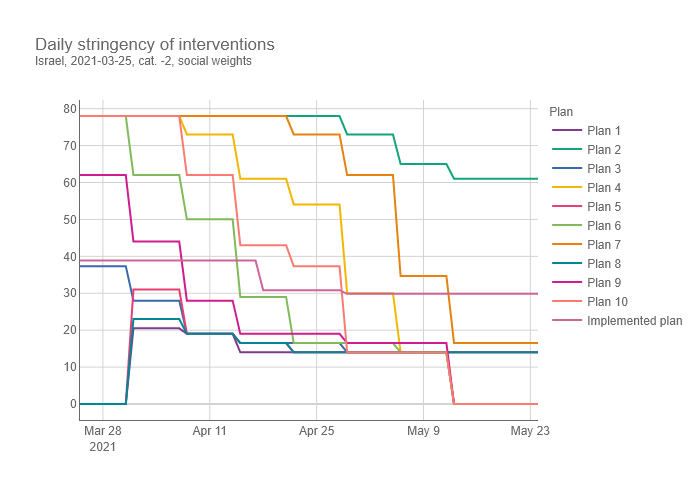 Daily stringency of interventions
Israel, 2021-03-25, cat. -2, social weights
80
70
60
50
40
30
20
10
0
Mar 28
2021
Apr 11
Apr 25
May 9
May 23
Plan
Plan 1
Plan 2
Plan 3
Plan 4
Plan 5
Plan 6
Plan 7
Plan 8
Plan 9
Plan 10
Implemented plan